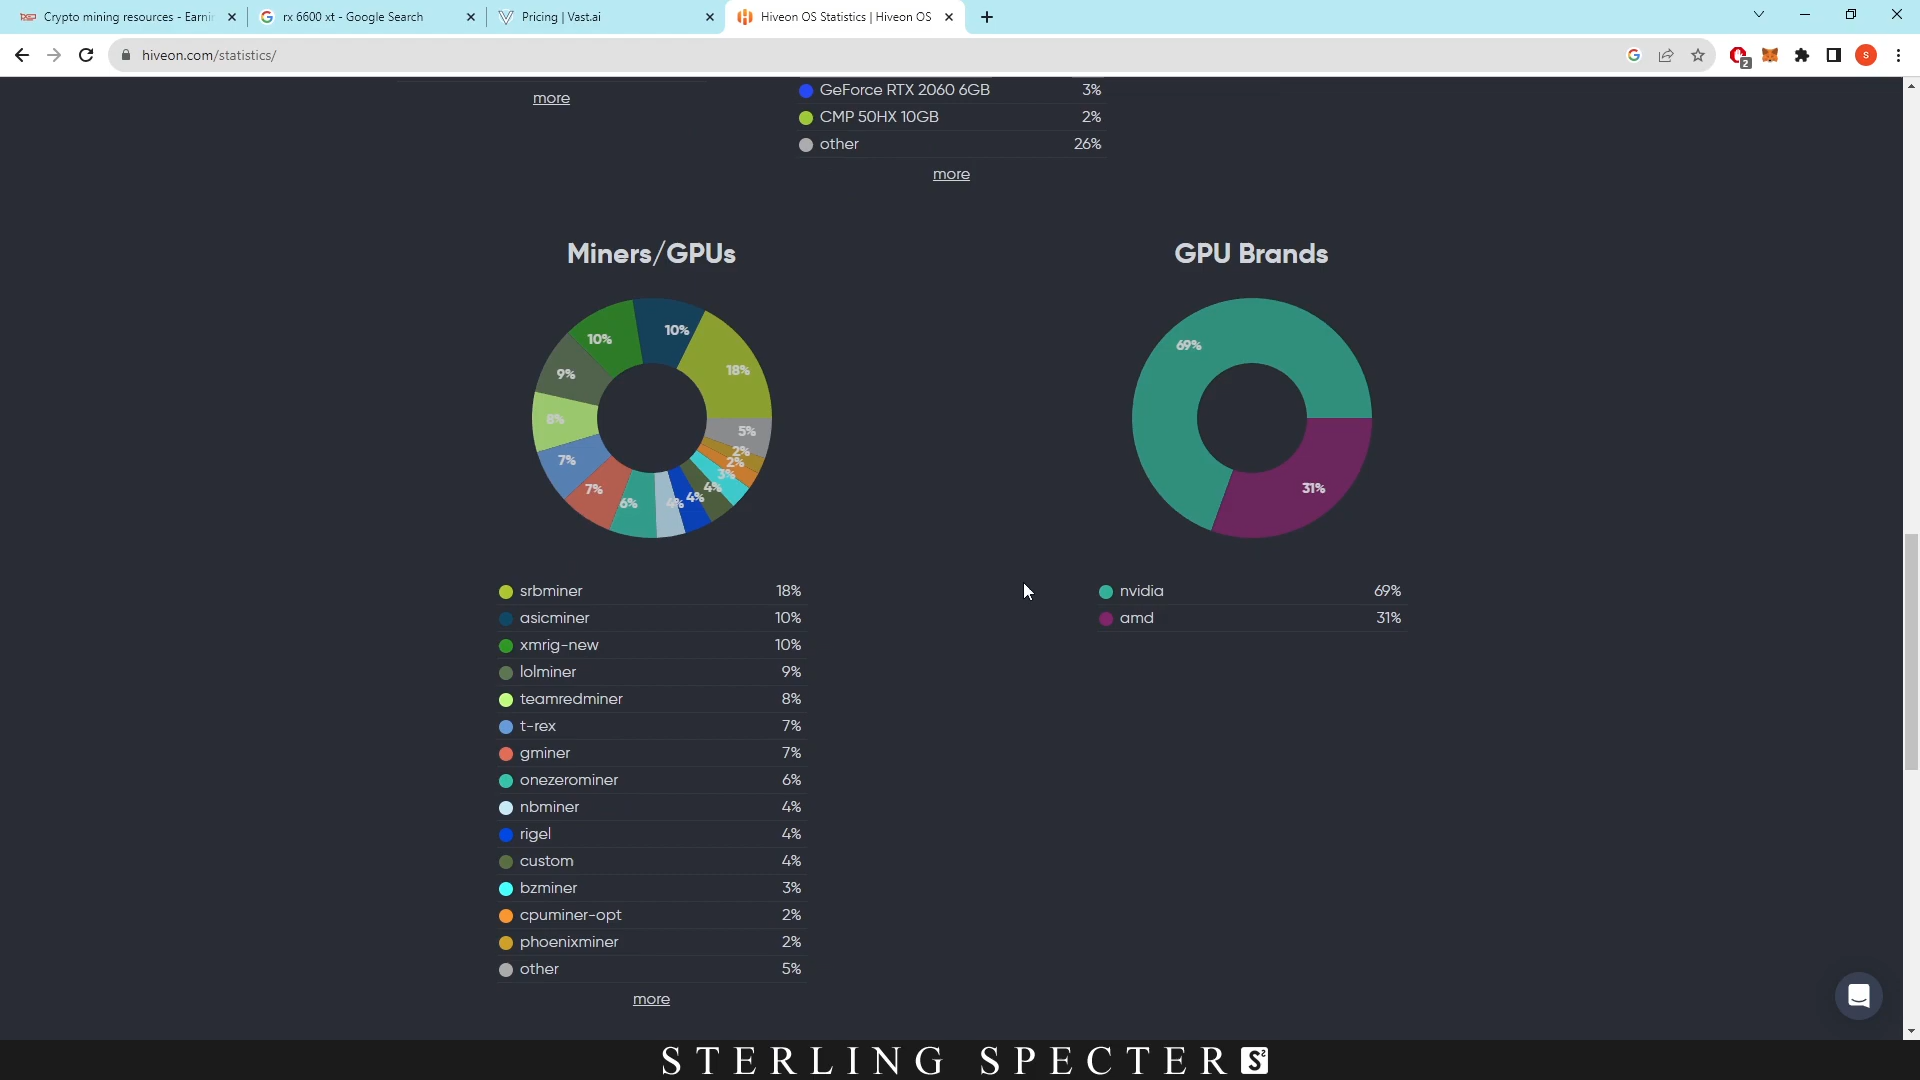 Crypto mining resources - Earni
rx 6600 xt - Google Search
Pricing | Vast.ai
Hiveon OS Statistics | Hiveon OS
hiveon.com/statistics/
2
S
more
GeForce RTX 2060 6GB 3%
CMP 50HX 10GB 2%
other 26%
more
Miners/GPUs
10%
10%
18%
9%
8%
7%
7%
6%
4%
4%
4%
3%
2%
2%
5%
srbminer 18%
asicminer 10%
xmrig-new 10%
lolminer 9%
teamredminer 8%
t-rex 7%
gminer 7%
onezerominer 6%
nbminer 4%
rigel 4%
custom 4%
bzminer 3%
cpuminer-opt 2%
phoenixminer 2%
other 5%
more
GPU Brands
69%
31%
nvidia 69%
amd 31%
STERLING SPECTER S²